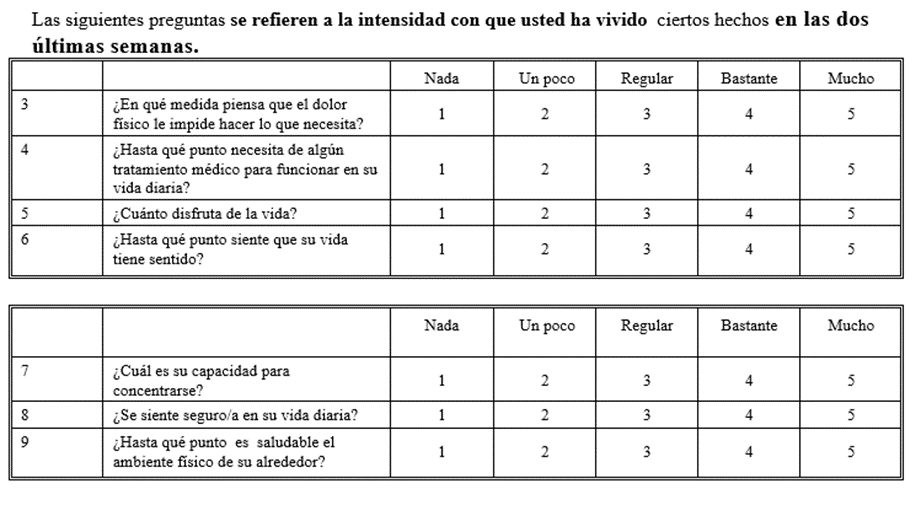 Las siguientes preguntas se refieren a la intensidad con que usted ha vivido ciertos hechos en las dos
últimas semanas.
Nada Un poco Regular Bastante Mucho
3 ¿En qué medida piensa que el dolor
físico le impide hacer lo que necesita? 1 2 3 4 5
4 ¿Hasta qué punto necesita de algún
tratamiento médico para funcionar en su
vida diaria? 1 2 3 4 5
5 ¿Cuánto disfruta de la vida? 1 2 3 4 5
6 ¿Hasta qué punto siente que su vida
tiene sentido? 1 2 3 4 5
Nada Un poco Regular Bastante Mucho
7 ¿Cuál es su capacidad para
concentrarse? 1 2 3 4 5
8 ¿Se siente seguro/a en su vida diaria? 1 2 3 4 5
9 ¿Hasta qué punto es saludable el
ambiente físico de su alrededor? 1 2 3 4 5